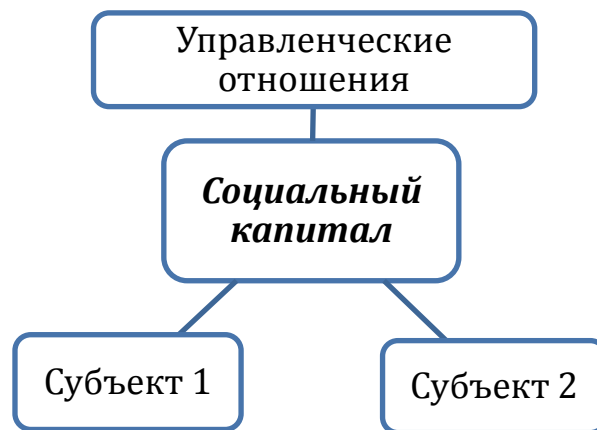 Управленческие
отношения
Социальный
капитал
Субъект 1
Субъект 2